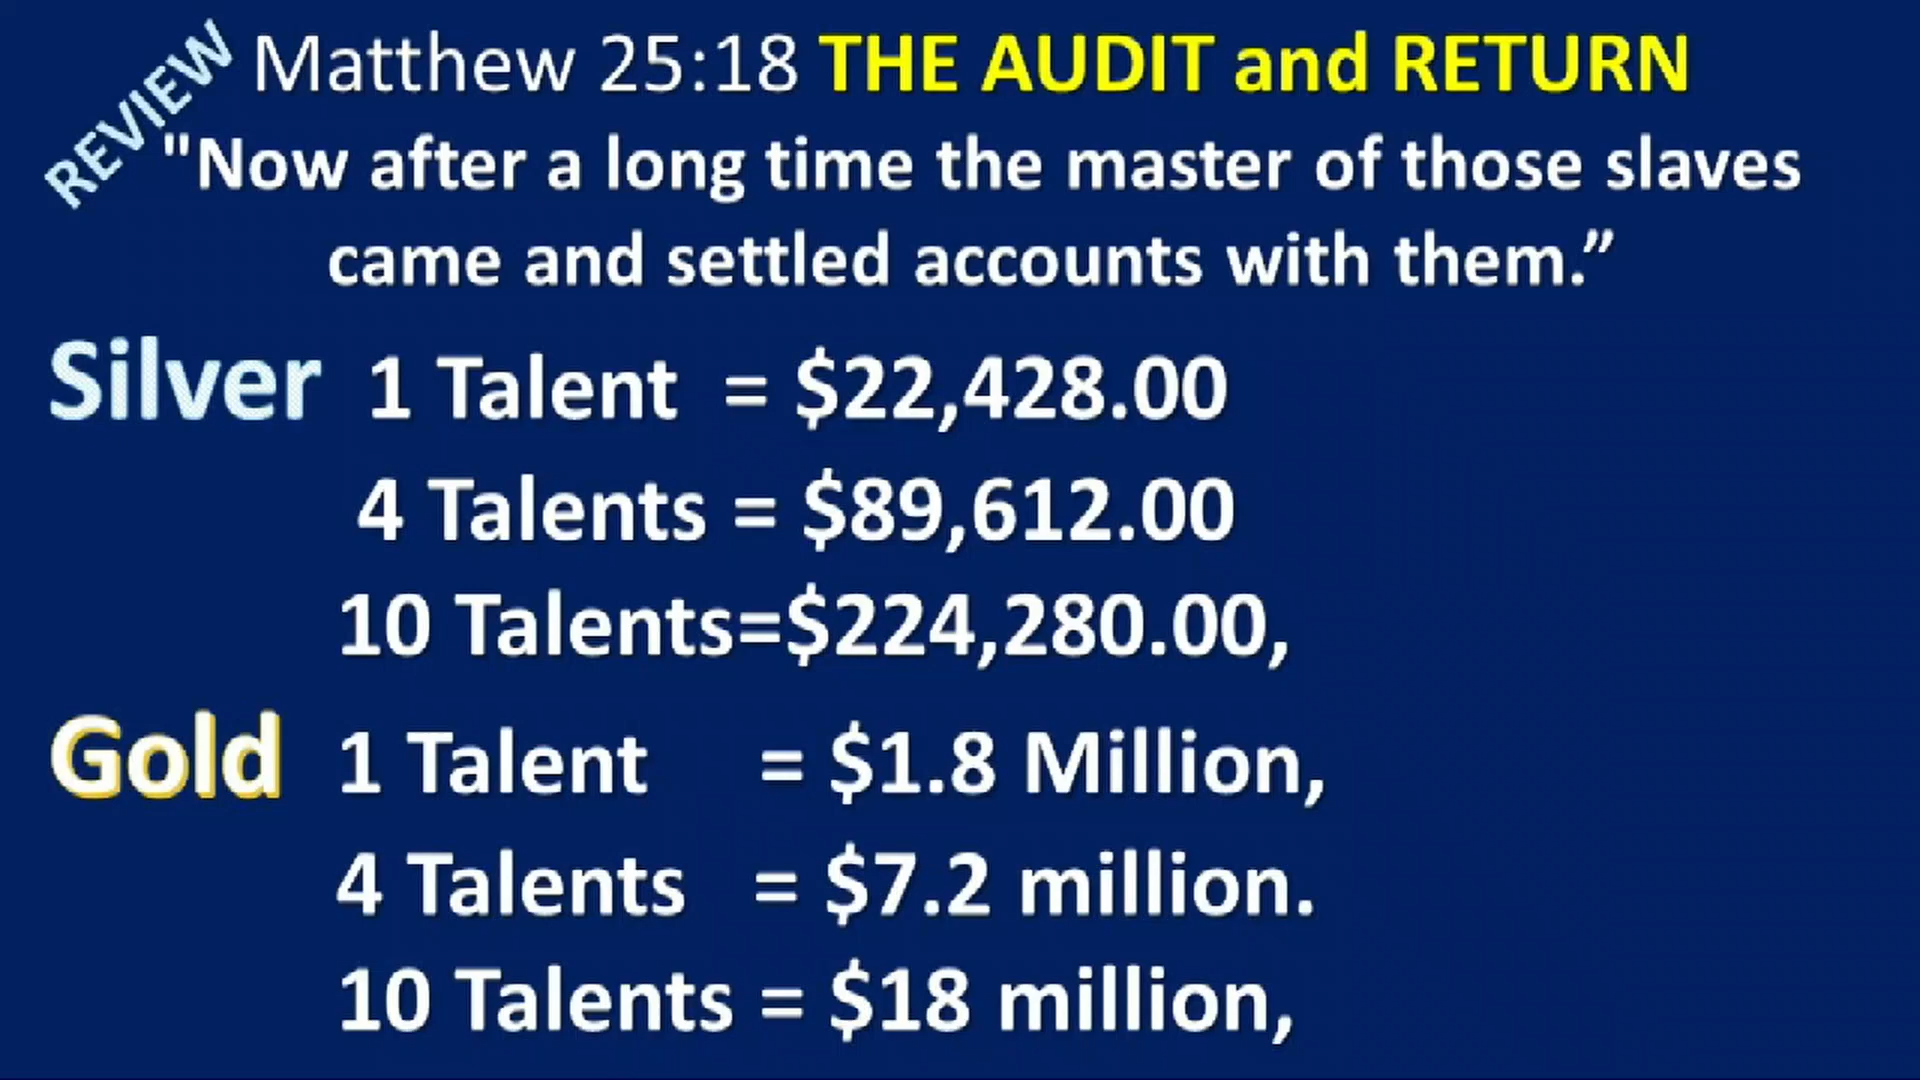 REVIEW
Matthew 25:18 THE AUDIT and RETURN
"Now after a long time the master of those slaves
came and settled accounts with them.”
Silver 1 Talent = $22,428.00
4 Talents = $89,612.00
10 Talents=$224,280.00,
Gold 1 Talent = $1.8 Million,
4 Talents = $7.2 million.
10 Talents = $18 million,